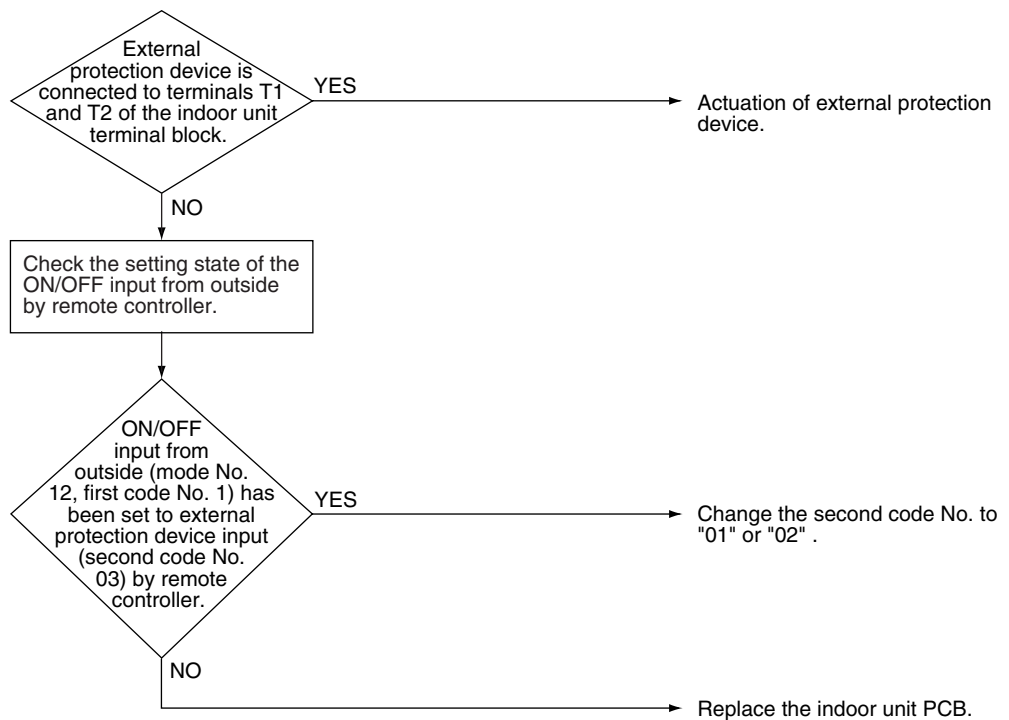 External
protection device is
connected to terminals T1
and T2 of the indoor unit
terminal block.
YES
Actuation of external protection
device.
NO
Check the setting state of the
ON/OFF input from outside
by remote controller.
ON/OFF
input from
outside (mode No.
12, first code No. 1) has
been set to external
protection device input
(second code No.
03) by remote
controller.
YES
Change the second code No. to
"01" or "02" .
NO
Replace the indoor unit PCB.